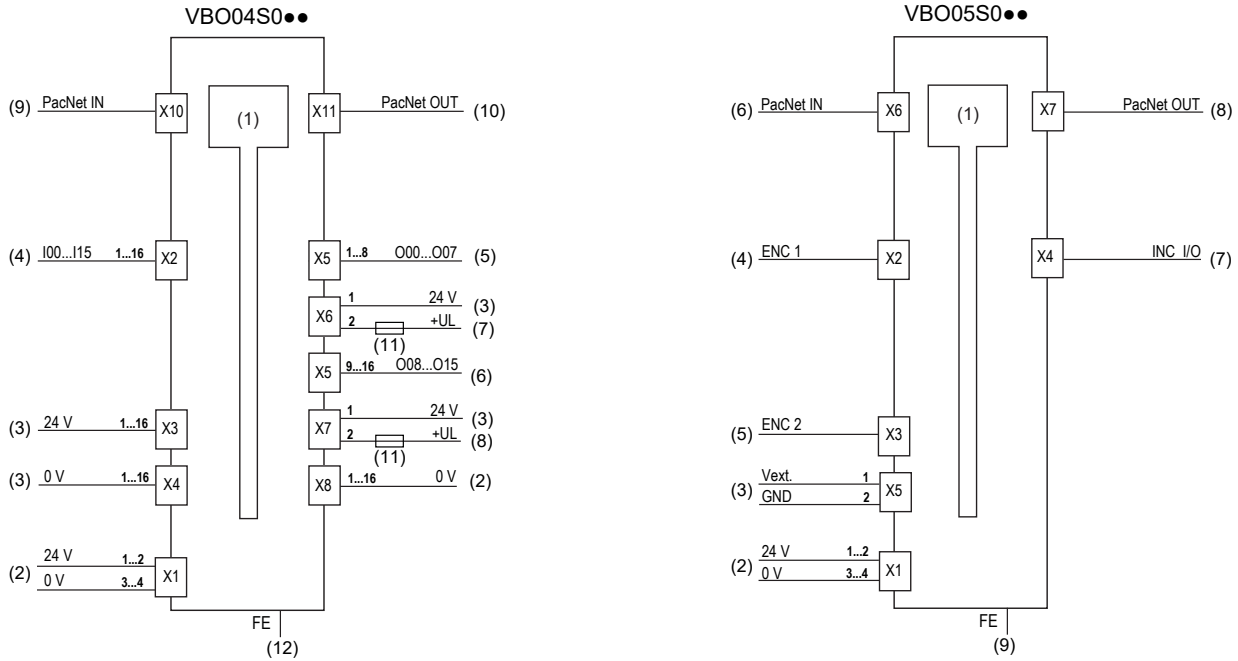 VBO04S0●●
(9) PacNet IN X10
(1)
X11 PacNet OUT (10)
(4) I00...I15 1...16 X2
X5 1...8 O00...O07 (5)
X6
1 24 V (3)
2 +UL (7)
(11)
X5 9...16 O08...O15 (6)
(3) 24 V 1...16 X3
X7
1 24 V (3)
2 +UL (8)
(11)
(3) 0 V 1...16 X4
X8 1...16 0 V (2)
(2)
24 V 1...2
0 V 3...4
X1
FE
(12)
VBO05S0●●
(6) PacNet IN X6
(1)
X7 PacNet OUT (8)
(4) ENC 1 X2
X4 INC I/O (7)
(5) ENC 2 X3
(3)
Vext. 1
GND 2
X5
(2)
24 V 1...2
0 V 3...4
X1
FE
(9)